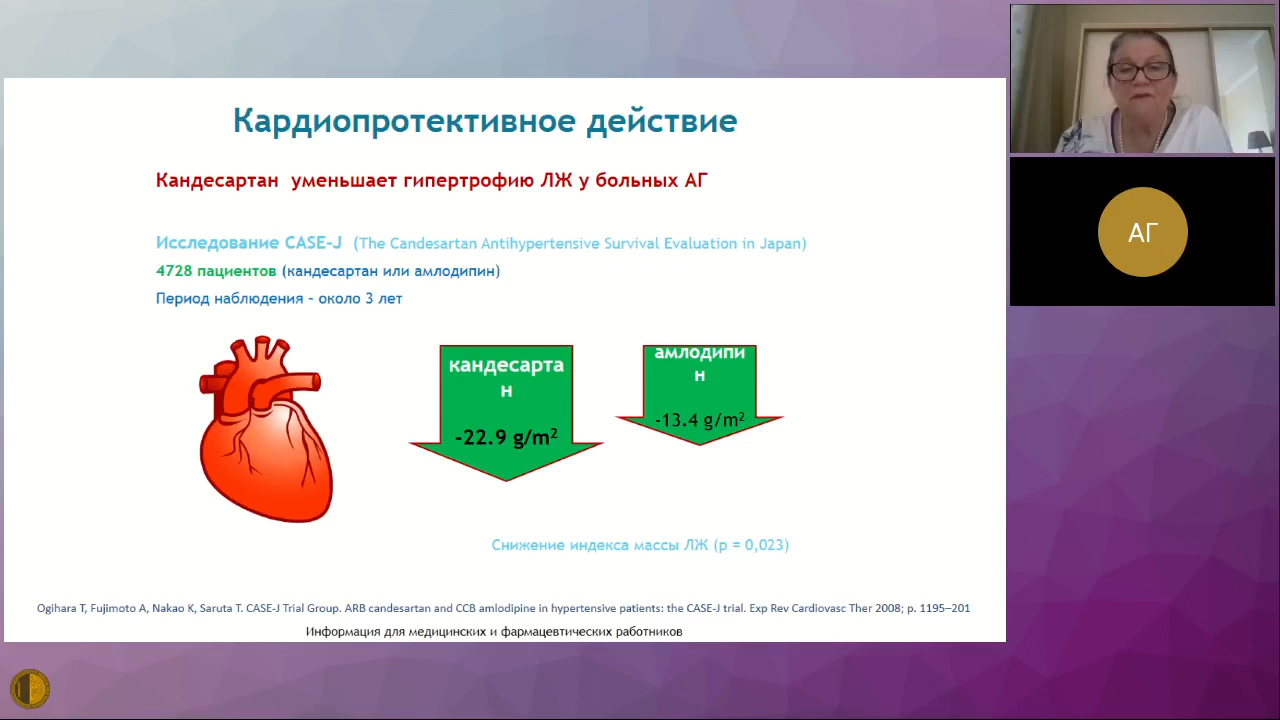 Кардиопротективное действие
Кандесартан уменьшает гипертрофию ЛЖ у больных АГ
Исследование CASE-J (The Candesartan Antihypertensive Survival Evaluation in Japan)
4728 пациентов (кандесартан или амлодипин)
Период наблюдения – около 3 лет
кандесарта
н
-22.9 g/m²
амлодипи
н
-13.4 g/m²
Снижение индекса массы ЛЖ (p = 0,023)
Ogihara T, Fujimoto A, Nakao K, Saruta T. CASE-J Trial Group. ARB candesartan and CCB amlodipine in hypertensive patients: the CASE-J trial. Exp Rev Cardiovasc Ther 2008; p. 1195–201
Информация для медицинских и фармацевтических работников
АГ